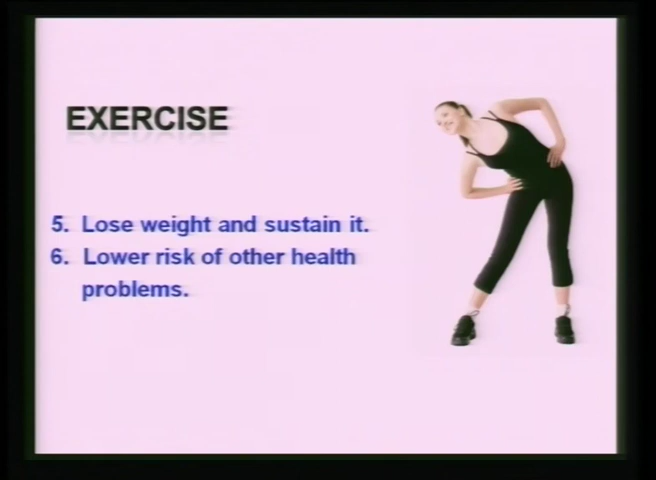 EXERCISE
5. Lose weight and sustain it.
6. Lower risk of other health
problems.